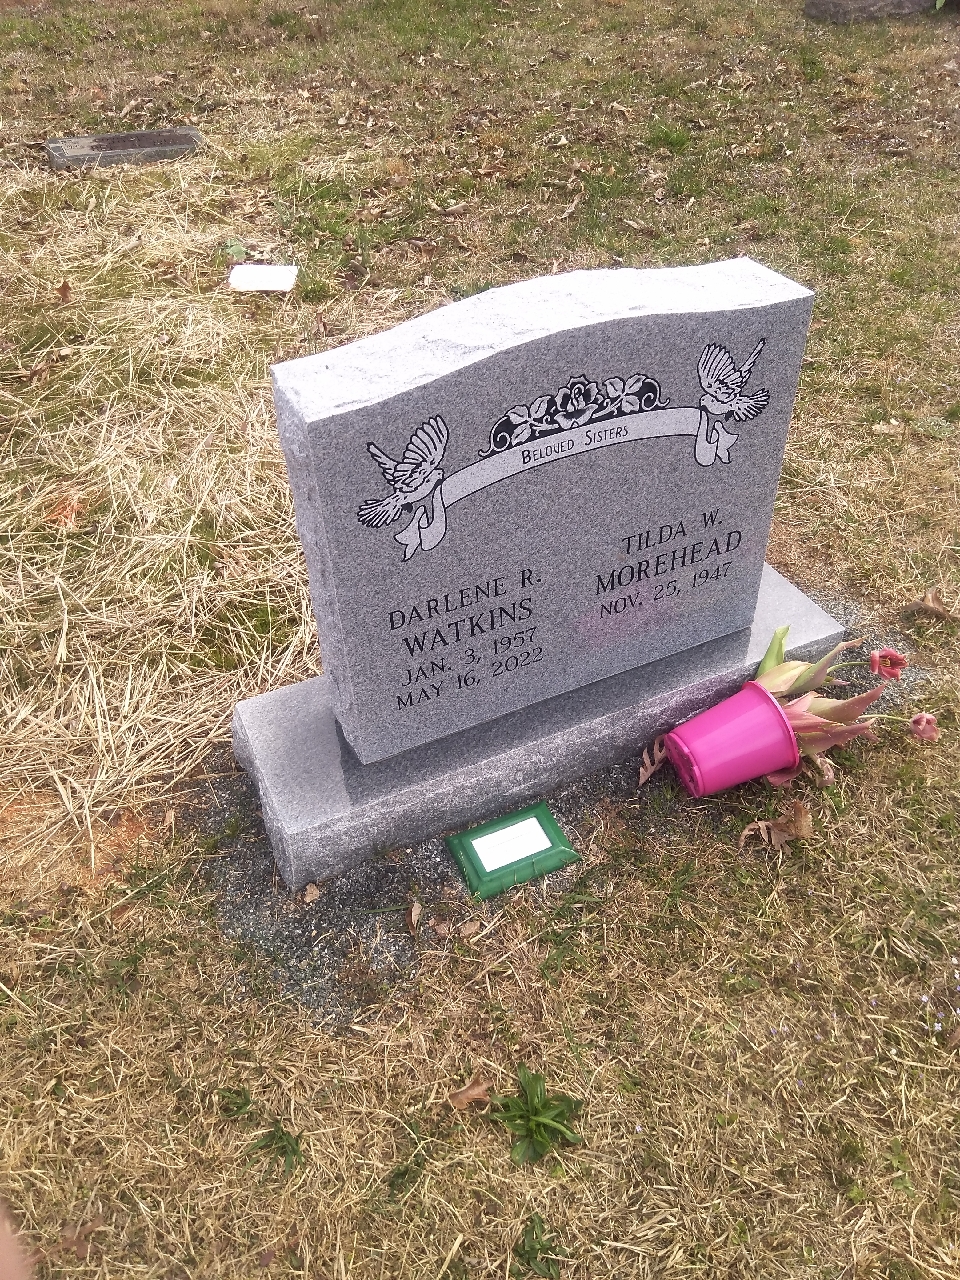 BELOVED SISTERS
DARLENE R.
WATKINS
JAN. 3, 1957
MAY 16, 2022
TILDA W.
MOREHEAD
NOV. 25, 1947